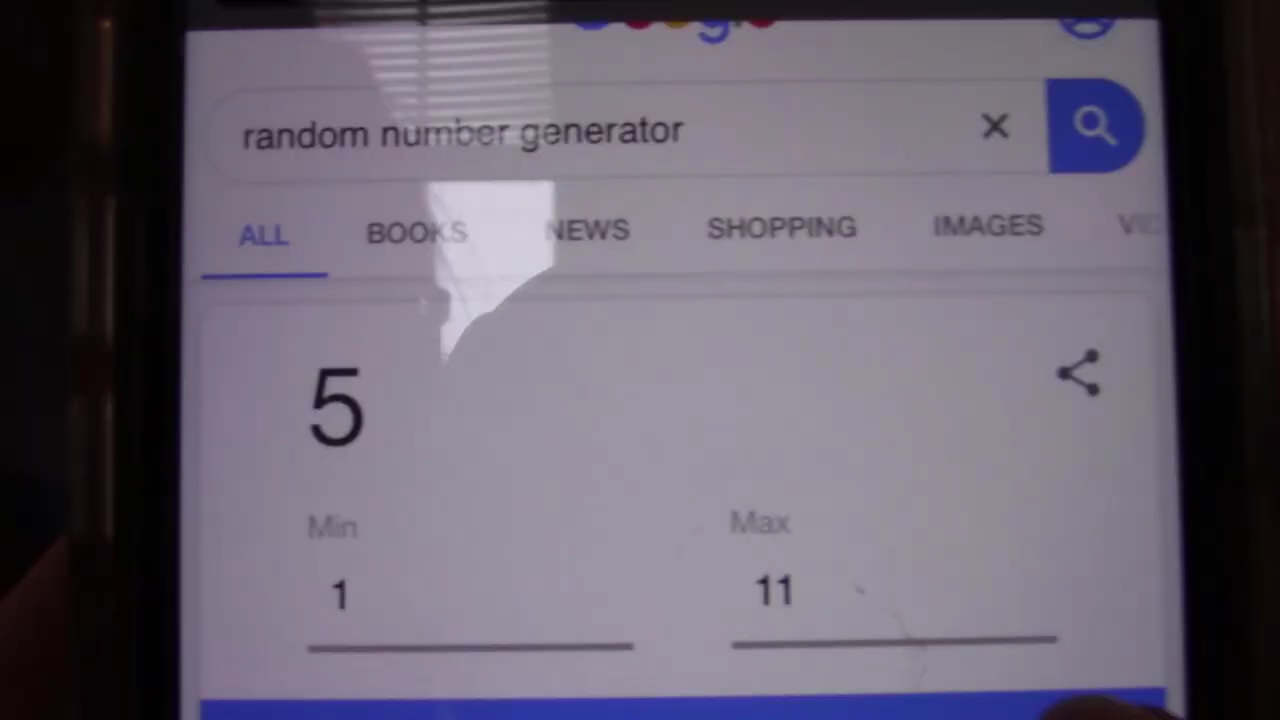 random number generator
ALL BOOKS NEWS SHOPPING IMAGES
5
Min Max
1 11